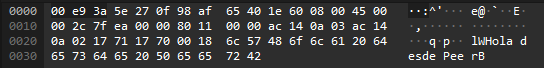 0000 00 e9 3a 5e 27 0f 98 af 65 40 1e 60 08 00 45 00 ··:^'··· e@·`··E·
0010 00 2c 7f ea 00 00 80 11 00 00 ac 14 0a 03 ac 14 ·,······ ········
0020 0a 02 17 71 17 70 00 18 6c 57 48 6f 6c 61 20 64 ···q·p·· lWHola d
0030 65 73 64 65 20 50 65 65 72 42 esde Pee rB